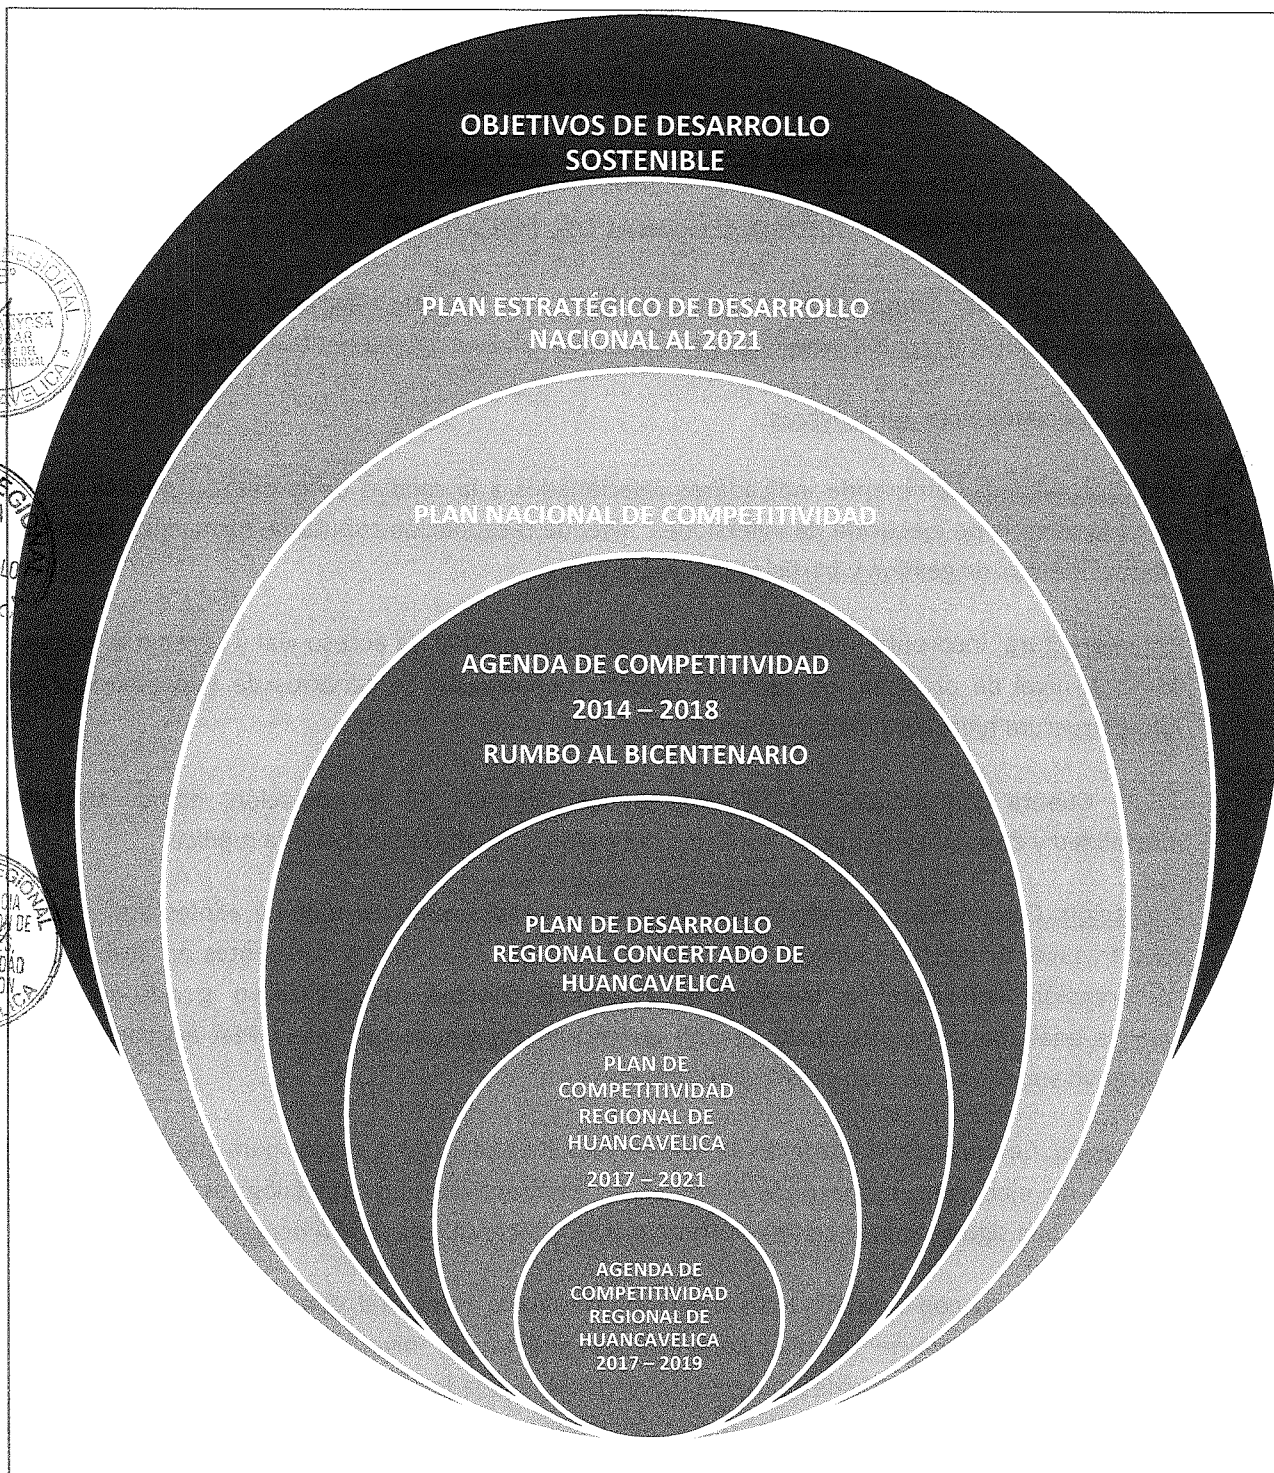 OBJETIVOS DE DESARROLLO
SOSTENIBLE
PLAN ESTRATÉGICO DE DESARROLLO
NACIONAL AL 2021
PLAN NACIONAL DE COMPETITIVIDAD
AGENDA DE COMPETITIVIDAD
2014 – 2018
RUMBO AL BICENTENARIO
PLAN DE DESARROLLO
REGIONAL CONCERTADO DE
HUANCAVELICA
PLAN DE
COMPETITIVIDAD
REGIONAL DE
HUANCAVELICA
2017 – 2021
AGENDA DE
COMPETITIVIDAD
REGIONAL DE
HUANCAVELICA
2017 – 2019
REGIONAL